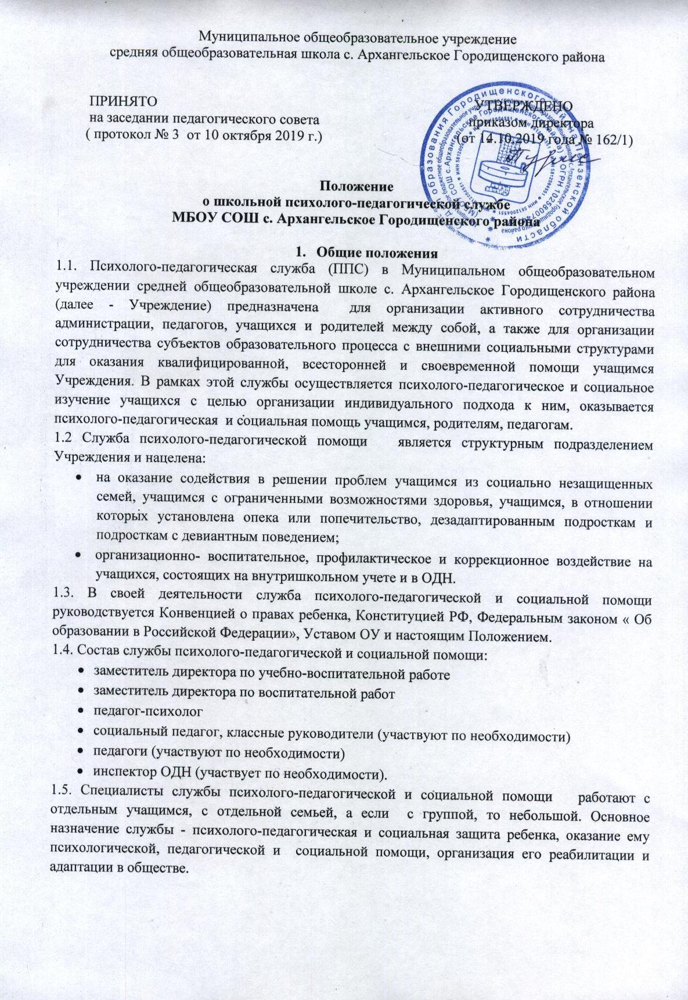 Муниципальное общеобразовательное учреждение
средняя общеобразовательная школа с. Архангельское Городищенского района
ПРИНЯТО
на заседании педагогического совета
( протокол № 3 от 10 октября 2019 г.)
УТВЕРЖДЕНО
приказом директора
(от 14.10.2019 года № 162/1)
Положение
о школьной психолого-педагогической службе
МБОУ СОШ с. Архангельское Городищенского района
1. Общие положения
1.1. Психолого-педагогическая служба (ППС) в Муниципальном общеобразовательном
учреждении средней общеобразовательной школе с. Архангельское Городищенского района
(далее - Учреждение) предназначена для организации активного сотрудничества
администрации, педагогов, учащихся и родителей между собой, а также для организации
сотрудничества субъектов образовательного процесса с внешними социальными структурами
для оказания квалифицированной, всесторонней и своевременной помощи учащимся
Учреждения. В рамках этой службы осуществляется психолого-педагогическое и социальное
изучение учащихся с целью организации индивидуального подхода к ним, оказывается
психолого-педагогическая и социальная помощь учащимся, родителям, педагогам.
1.2 Служба психолого-педагогической помощи является структурным подразделением
Учреждения и нацелена:
• на оказание содействия в решении проблем учащимся из социально незащищенных
семей, учащимся с ограниченными возможностями здоровья, учащимся, в отношении
которых установлена опека или попечительство, дезадаптированным подросткам и
подросткам с девиантным поведением;
• организационно- воспитательное, профилактическое и коррекционное воздействие на
учащихся, состоящих на внутришкольном учете и в ОДН.
1.3. В своей деятельности служба психолого-педагогической и социальной помощи
руководствуется Конвенцией о правах ребенка, Конституцией РФ, Федеральным законом « Об
образовании в Российской Федерации», Уставом ОУ и настоящим Положением.
1.4. Состав службы психолого-педагогической и социальной помощи:
• заместитель директора по учебно-воспитательной работе
• заместитель директора по воспитательной работ
• педагог-психолог
• социальный педагог, классные руководители (участвуют по необходимости)
• педагоги (участвуют по необходимости)
• инспектор ОДН (участвует по необходимости).
1.5. Специалисты службы психолого-педагогической и социальной помощи работают с
отдельным учащимся, с отдельной семьей, а если с группой, то небольшой. Основное
назначение службы - психолого-педагогическая и социальная защита ребенка, оказание ему
психологической, педагогической и социальной помощи, организация его реабилитации и
адаптации в обществе.